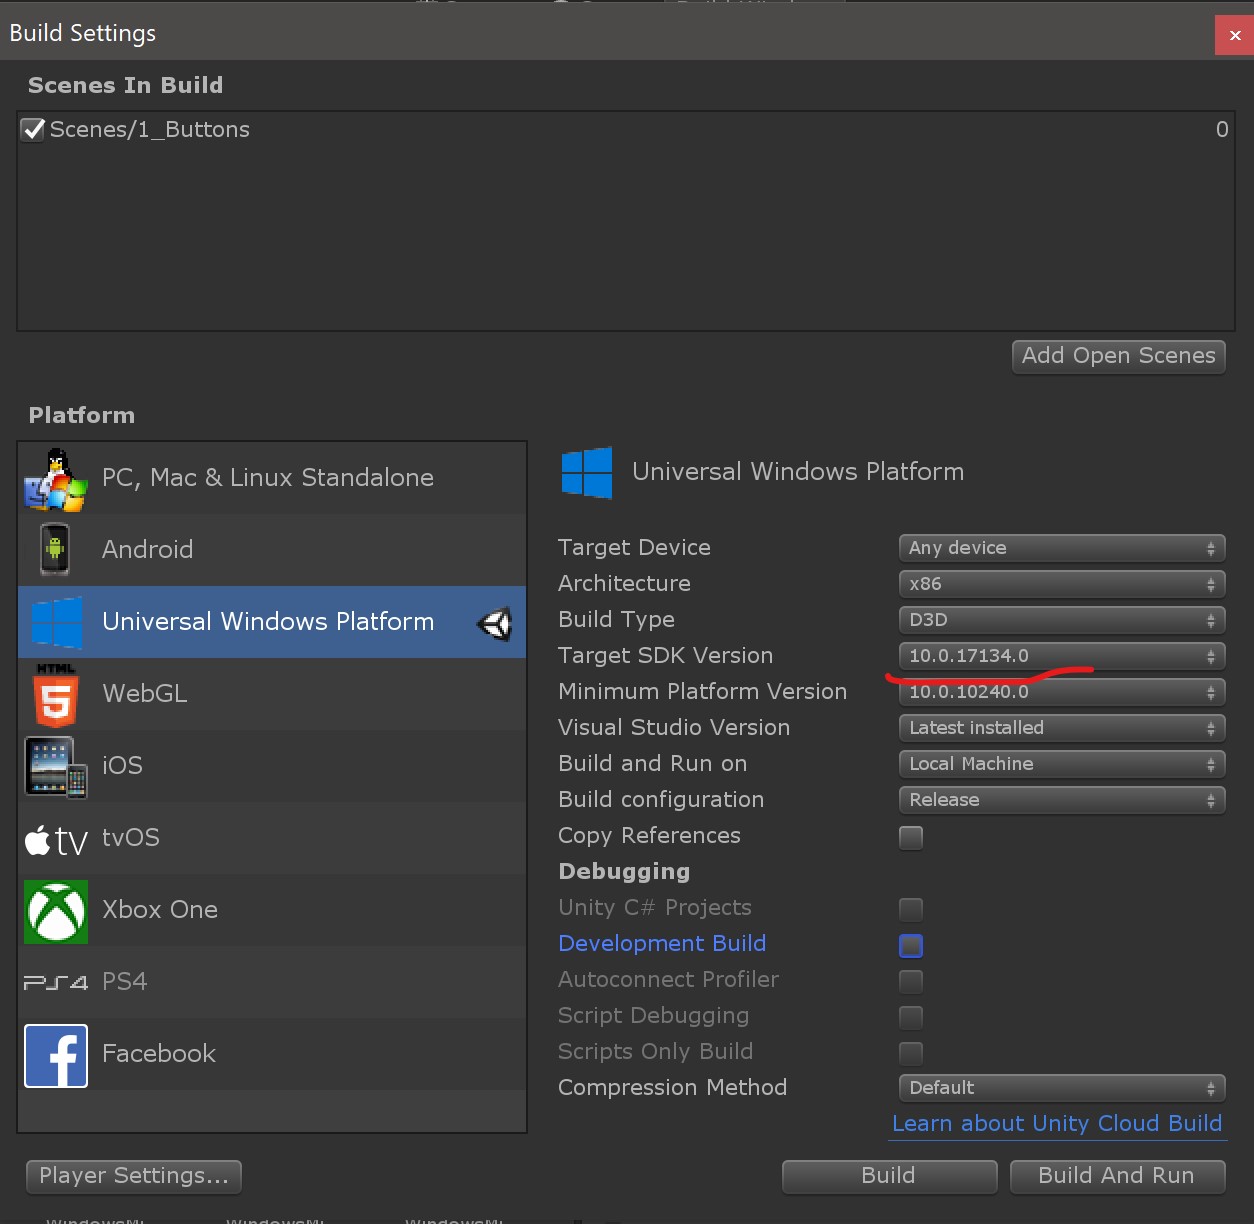 Build Settings
Scenes In Build
Scenes/1_Buttons 0
Add Open Scenes
Platform
PC, Mac & Linux Standalone
Android
Universal Windows Platform
HTML
5
WebGL
iOS
tv tvOS
Xbox One
PS4 PS4
f Facebook
Universal Windows Platform
Target Device Any device
Architecture x86
Build Type D3D
Target SDK Version 10.0.17134.0
Minimum Platform Version 10.0.10240.0
Visual Studio Version Latest installed
Build and Run on Local Machine
Build configuration Release
Copy References
Debugging
Unity C# Projects
Development Build
Autoconnect Profiler
Script Debugging
Scripts Only Build
Compression Method Default
Learn about Unity Cloud Build
Player Settings... Build Build And Run